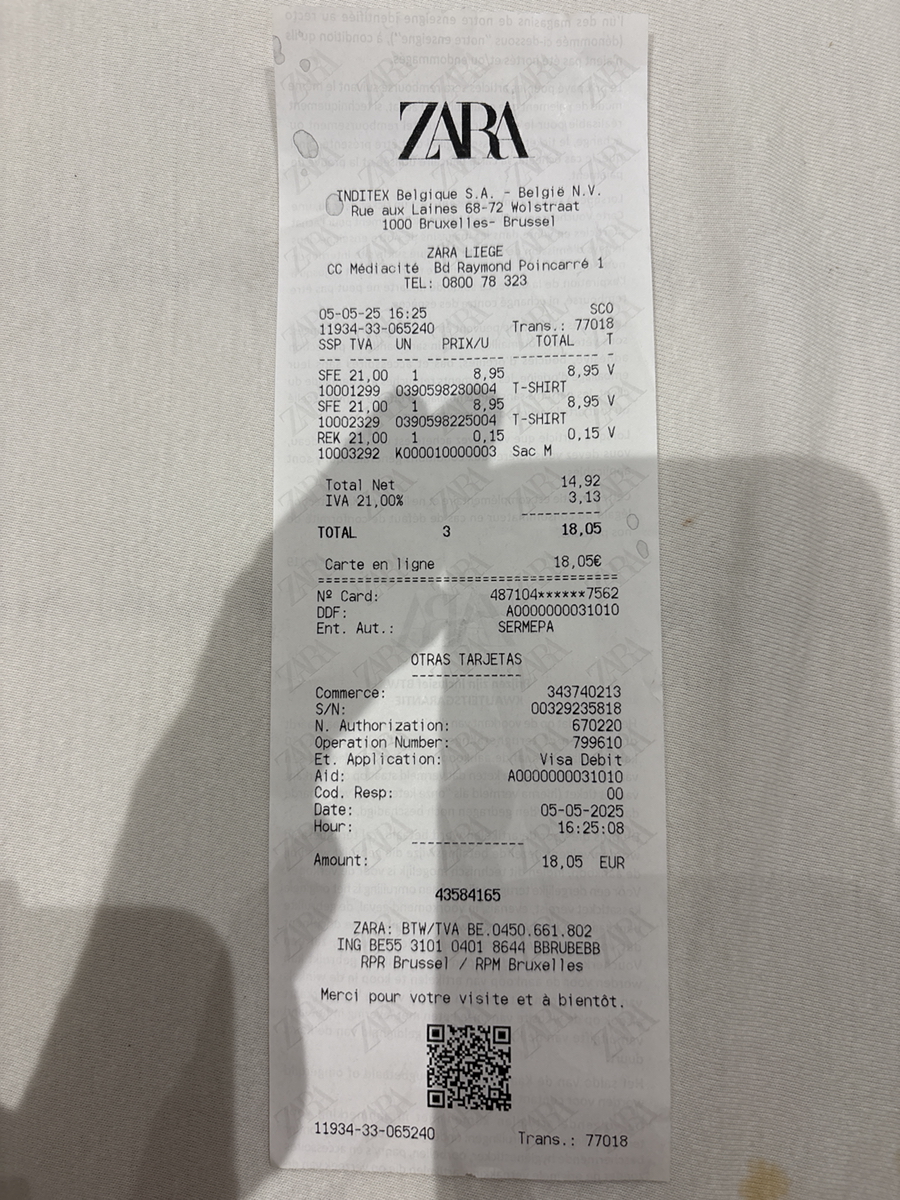 ZARA
INDITEX Belgique S.A. - België N.V.
Rue aux Laines 68-72 Wolstraat
1000 Bruxelles- Brussel
ZARA LIEGE
CC Médiacité Bd Raymond Poincarré 1
TEL: 0800 78 323
05-05-25 16:25 SCO
11934-33-065240 Trans.: 77018
SSP TVA UN PRIX/U TOTAL T
--- ----- --- --------- ---------- -
SFE 21,00 1 8,95 8,95 V
10001299 0390598280004 T-SHIRT
SFE 21,00 1 8,95 8,95 V
10002329 0390598225004 T-SHIRT
REK 21,00 1 0,15 0,15 V
10003292 K000010000003 Sac M
Total Net 14,92
IVA 21,00% 3,13
----------
TOTAL 3 18,05
Carte en ligne 18,05€
=====================================
Nº Card: 487104******7562
DDF: A0000000031010
Ent. Aut.: SERMEPA
OTRAS TARJETAS
-------------
Commerce: 343740213
S/N: 00329235818
N. Authorization: 670220
Operation Number: 799610
Et. Application: Visa Debit
Aid: A0000000031010
Cod. Resp: 00
Date: 05-05-2025
Hour: 16:25:08
-------------
Amount: 18,05 EUR
43584165
ZARA: BTW/TVA BE.0450.661.802
ING BE55 3101 0401 8644 BBRUBEBB
RPR Brussel / RPM Bruxelles
Merci pour votre visite et à bientôt.
11934-33-065240 Trans.: 77018